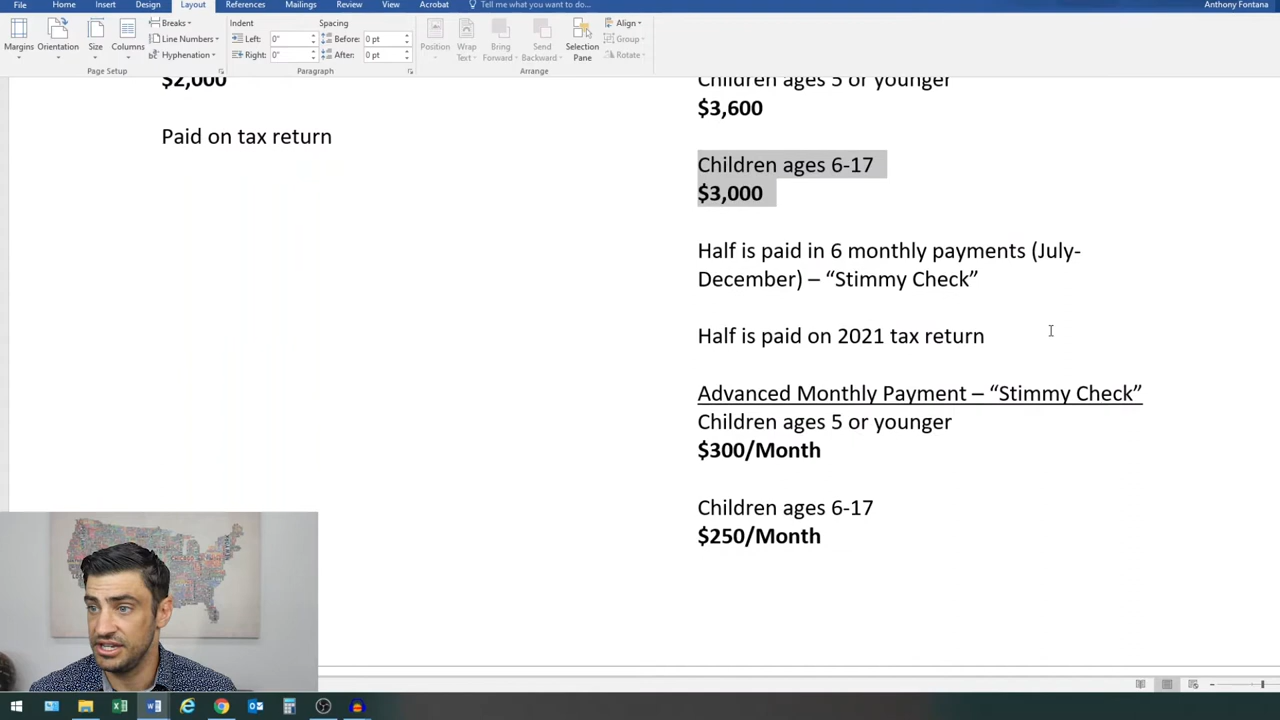 File Home Insert Design Layout References Mailings Review View Acrobat Tell me what you want to do... Anthony Fontana
Breaks Indent Spacing Align
Line Numbers Left: 0" Before: 0 pt Group
Margins Orientation Size Columns Hyphenation Right: 0" After: 0 pt Position Wrap Text Bring Forward Send Backward Selection Pane Rotate
Page Setup Paragraph Arrange
$2,000
Paid on tax return
Children ages 5 or younger
$3,600
Children ages 6-17
$3,000
Half is paid in 6 monthly payments (July-
December) – “Stimmy Check”
Half is paid on 2021 tax return
Advanced Monthly Payment – “Stimmy Check”
Children ages 5 or younger
$300/Month
Children ages 6-17
$250/Month